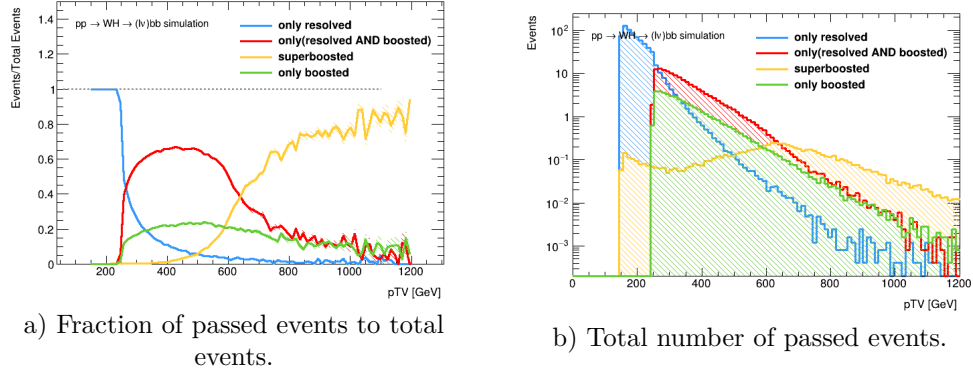 Events/Total Events
1.4
1.2
1
0.8
0.6
0.4
0.2
0
pp → WH → (lv)bb simulation
only resolved
only(resolved AND boosted)
superboosted
only boosted
200 400 600 800 1000 1200
pTV [GeV]
a) Fraction of passed events to total
events.
Events
10²
10
1
10⁻¹
10⁻²
10⁻³
pp → WH → (lv)bb simulation
only resolved
only(resolved AND boosted)
superboosted
only boosted
0 200 400 600 800 1000 1200
pTV [GeV]
b) Total number of passed events.